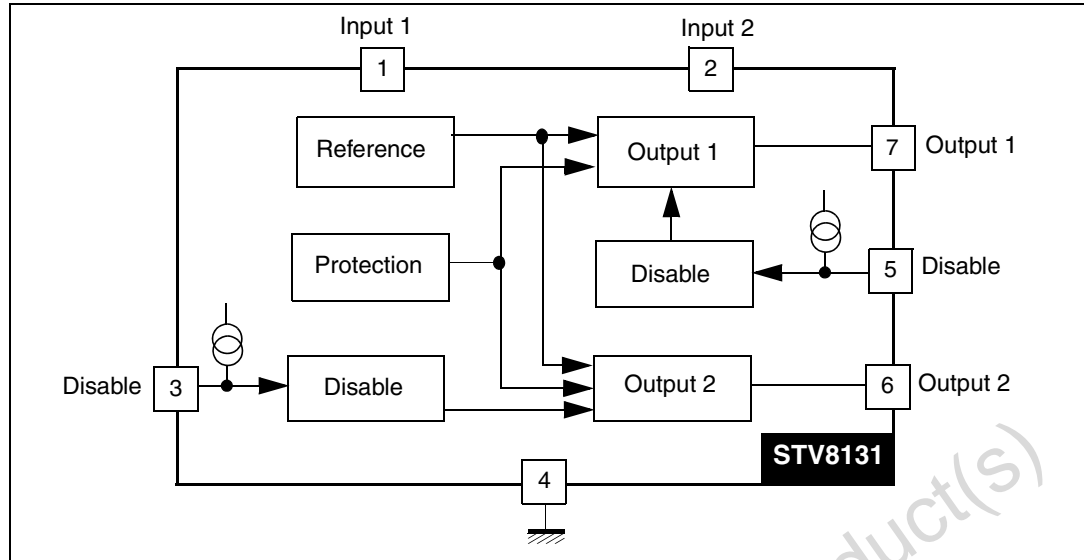 Input 1
Input 2
1
2
Reference
Output 1
7
Output 1
Protection
Disable
5
Disable
Disable
3
Disable
Output 2
6
Output 2
STV8131
4
duct(s)